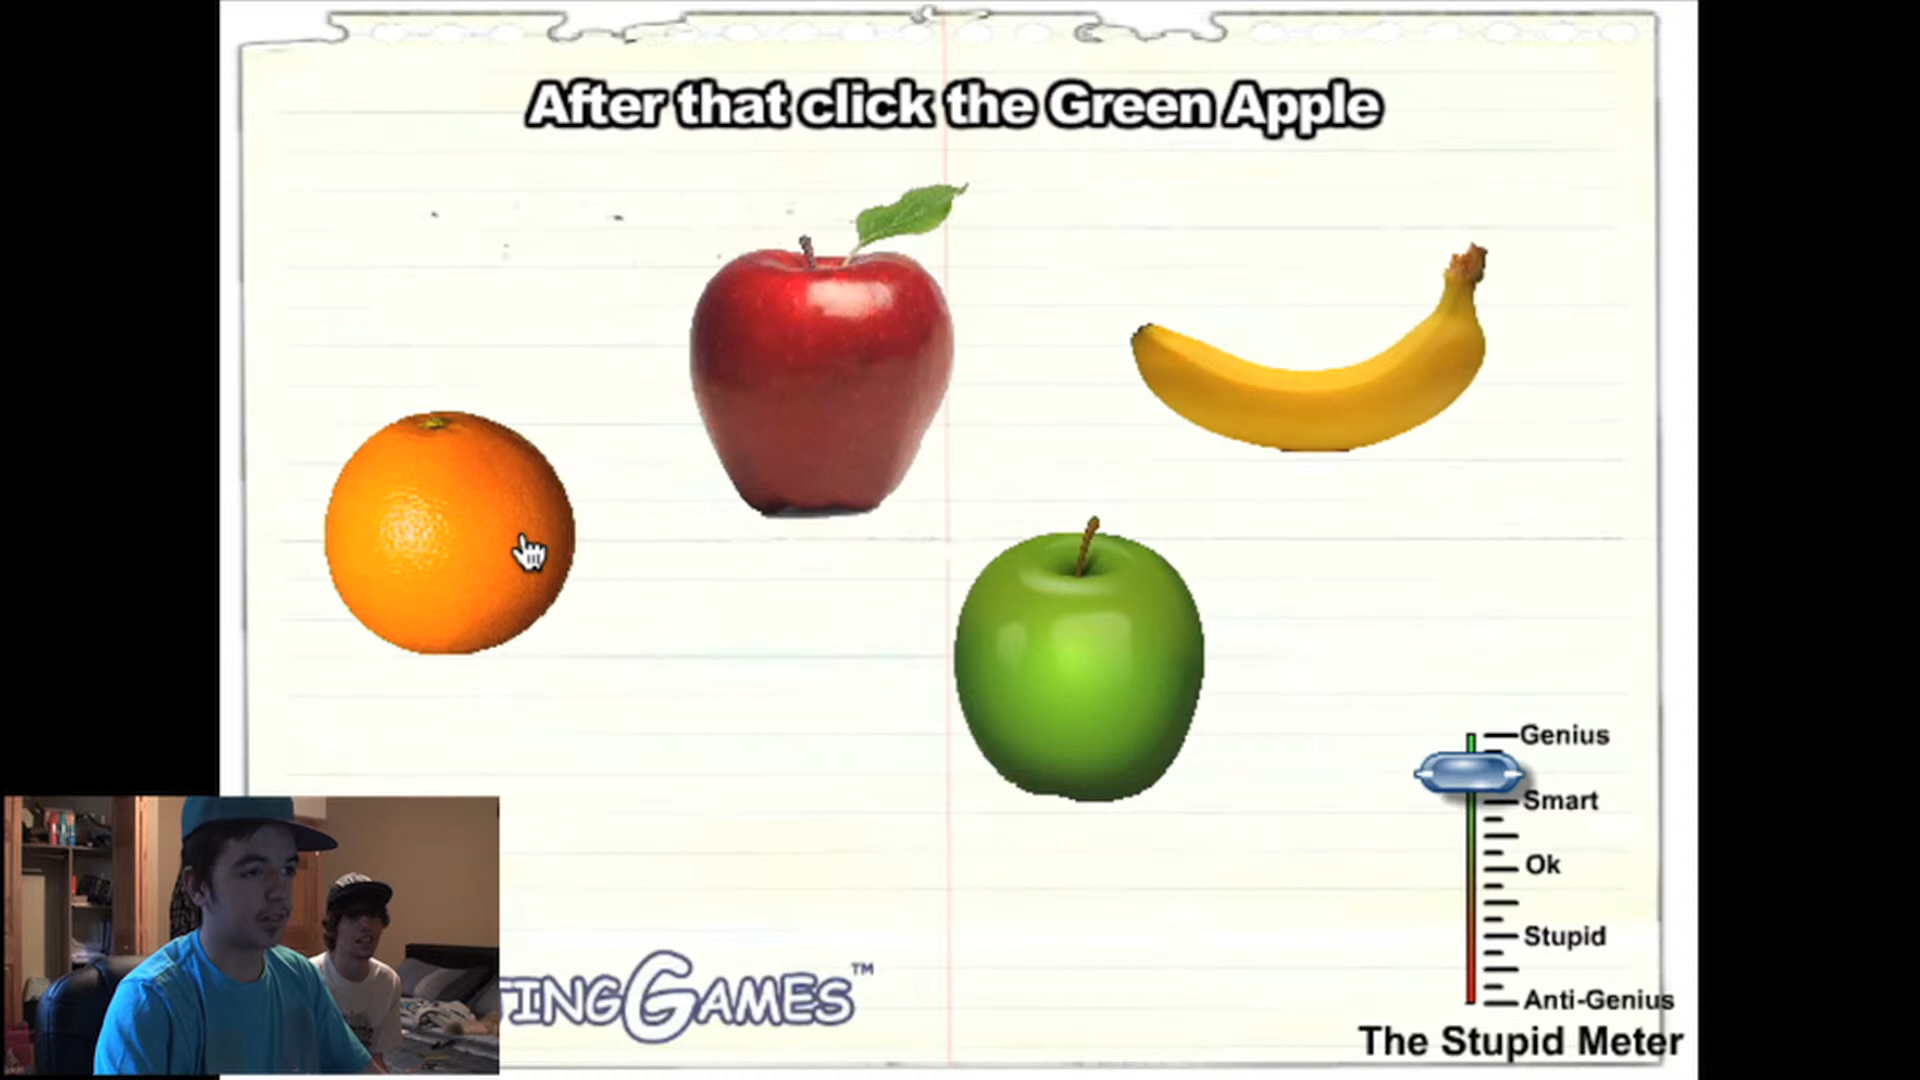 After that click the Green Apple
Genius
Smart
Ok
Stupid
Anti-Genius
The Stupid Meter
TINGGAMES™